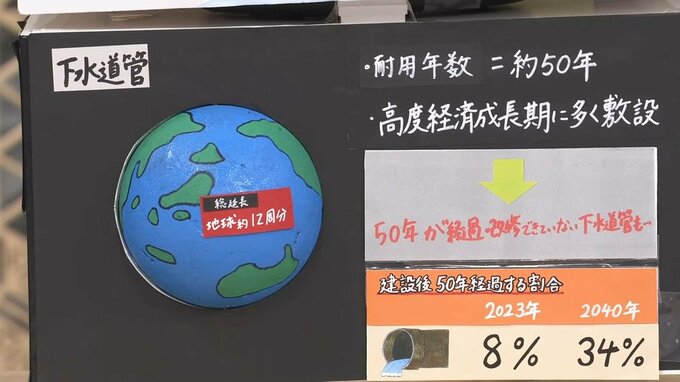 下水道管
総延長
地球約12周分
・耐用年数 = 約50年
・高度経済成長期に多く敷設
50年が経過 改修できていない下水道管も…
建設後50年経過する割合
2023年 2040年
8% 34%